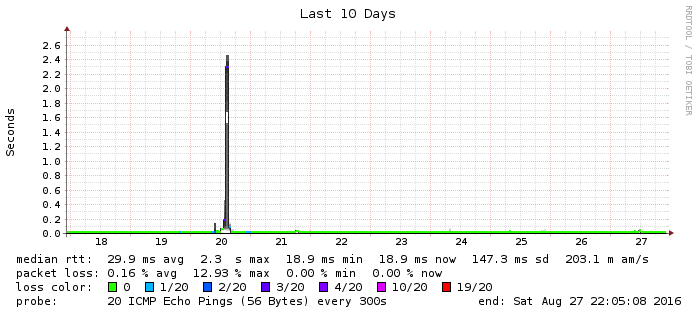 Last 10 Days
RRDTOOL / TOBI OETIKER
Seconds
2.6
2.4
2.2
2.0
1.8
1.6
1.4
1.2
1.0
0.8
0.6
0.4
0.2
0.0
18 19 20 21 22 23 24 25 26 27
median rtt: 29.9 ms avg 2.3 s max 18.9 ms min 18.9 ms now 147.3 ms sd 203.1 m am/s
packet loss: 0.16 % avg 12.93 % max 0.00 % min 0.00 % now
loss color: 0 1/20 2/20 3/20 4/20 10/20 19/20
probe: 20 ICMP Echo Pings (56 Bytes) every 300s end: Sat Aug 27 22:05:08 2016